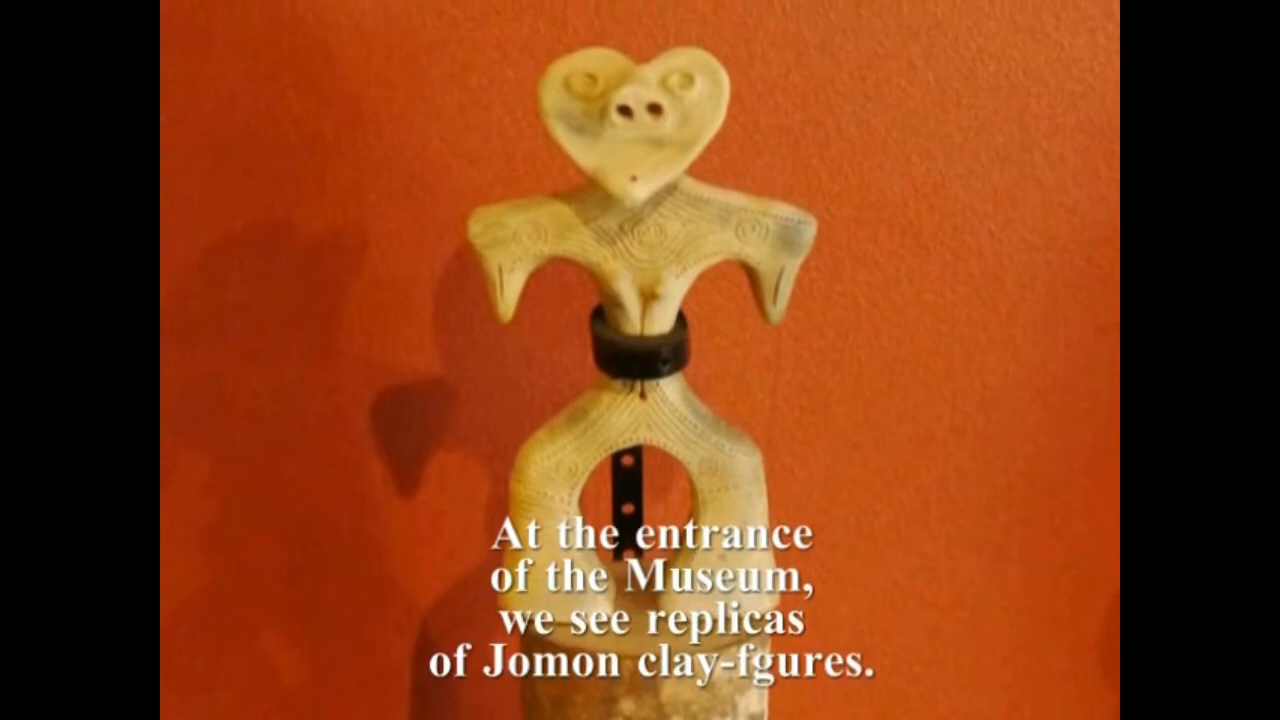 At the entrance
of the Museum,
we see replicas
of Jomon clay-fgures.